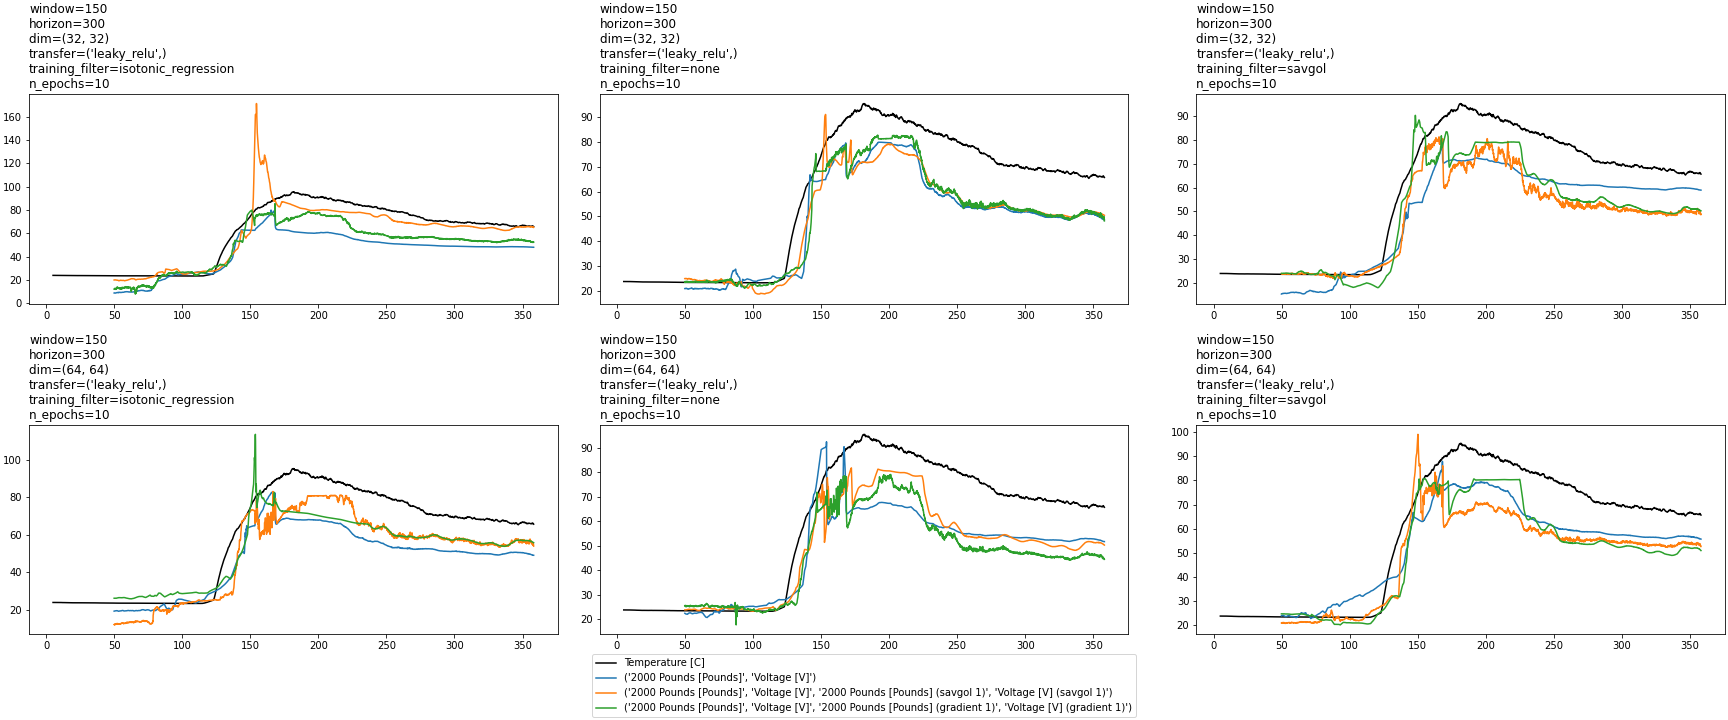 window=150
horizon=300
dim=(32, 32)
transfer=('leaky_relu',)
training_filter=isotonic_regression
n_epochs=10
160
140
120
100
80
60
40
20
0
0 50 100 150 200 250 300 350
window=150
horizon=300
dim=(32, 32)
transfer=('leaky_relu',)
training_filter=none
n_epochs=10
90
80
70
60
50
40
30
20
0 50 100 150 200 250 300 350
window=150
horizon=300
dim=(32, 32)
transfer=('leaky_relu',)
training_filter=savgol
n_epochs=10
90
80
70
60
50
40
30
20
0 50 100 150 200 250 300 350
window=150
horizon=300
dim=(64, 64)
transfer=('leaky_relu',)
training_filter=isotonic_regression
n_epochs=10
100
80
60
40
20
0 50 100 150 200 250 300 350
window=150
horizon=300
dim=(64, 64)
transfer=('leaky_relu',)
training_filter=none
n_epochs=10
90
80
70
60
50
40
30
20
0 50 100 150 200 250 300 350
window=150
horizon=300
dim=(64, 64)
transfer=('leaky_relu',)
training_filter=savgol
n_epochs=10
100
90
80
70
60
50
40
30
20
0 50 100 150 200 250 300 350
Temperature [C]
('2000 Pounds [Pounds]', 'Voltage [V]')
('2000 Pounds [Pounds]', 'Voltage [V]', '2000 Pounds [Pounds] (savgol 1)', 'Voltage [V] (savgol 1)')
('2000 Pounds [Pounds]', 'Voltage [V]', '2000 Pounds [Pounds] (gradient 1)', 'Voltage [V] (gradient 1)')